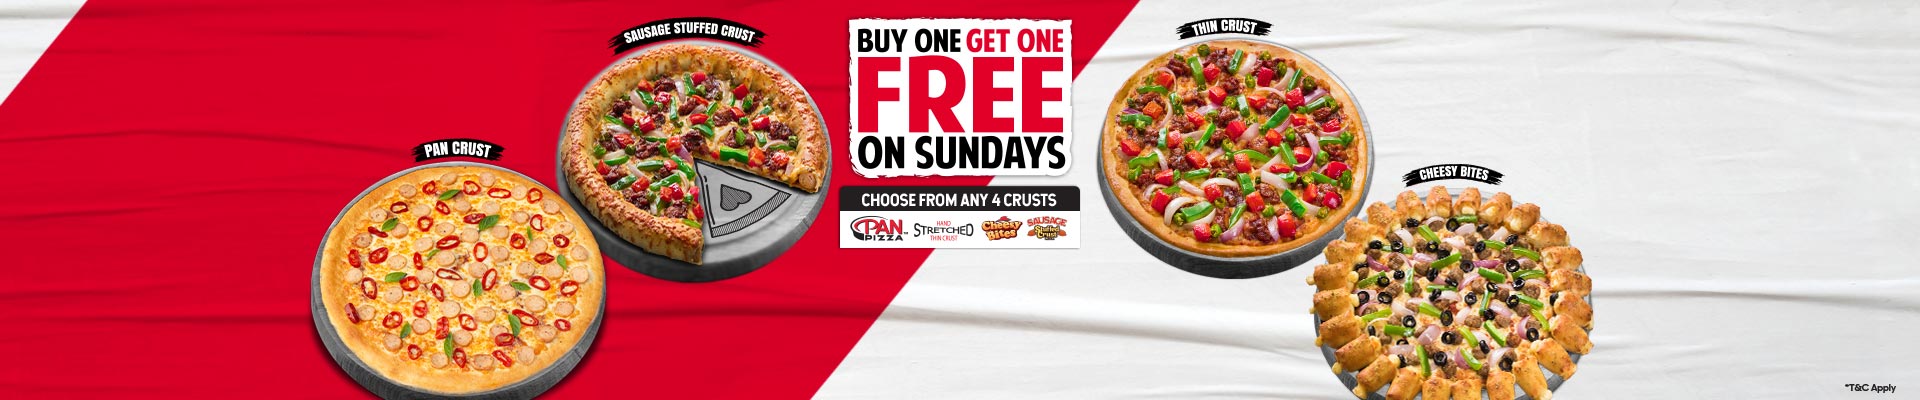 SAUSAGE STUFFED CRUST
PAN CRUST
BUY ONE GET ONE
FREE
ON SUNDAYS
CHOOSE FROM ANY 4 CRUSTS
PAN
PIZZA™
HAND
STRETCHED
THIN CRUST
Cheesy
Bites
SAUSAGE
Stuffed
Crust
THIN CRUST
CHEESY BITES
*T&C Apply